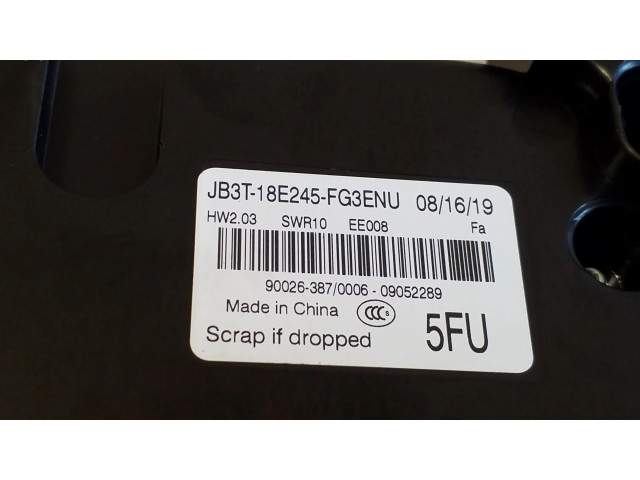 JB3T-18E245-FG3ENU 08/16/19
HW2.03 SWR10 EE008 Fa
90026-387/0006 - 09052289
Made in China CCC S
Scrap if dropped 5FU